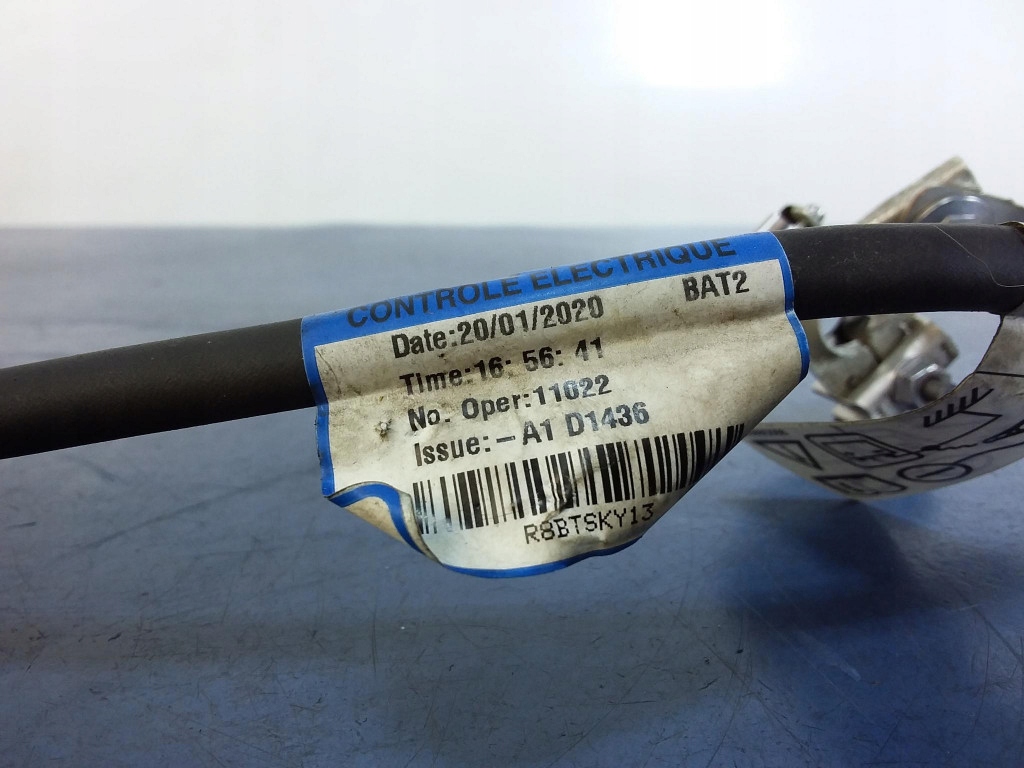 CONTROLE ELECTRIQUE
Date:20/01/2020 BAT2
Time:16: 56: 41
No. Oper:11022
Issue:-A1 D1436
R8BTSKY13